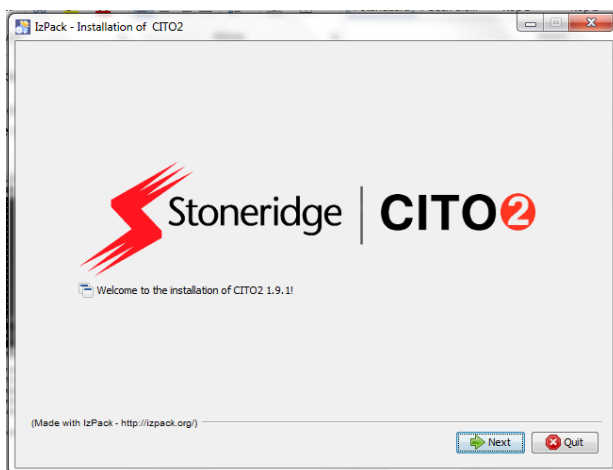 IzPack - Installation of CITO2
Stoneridge | CITO2
Welcome to the installation of CITO2 1.9.1!
(Made with IzPack - http://izpack.org/)
Next
Quit